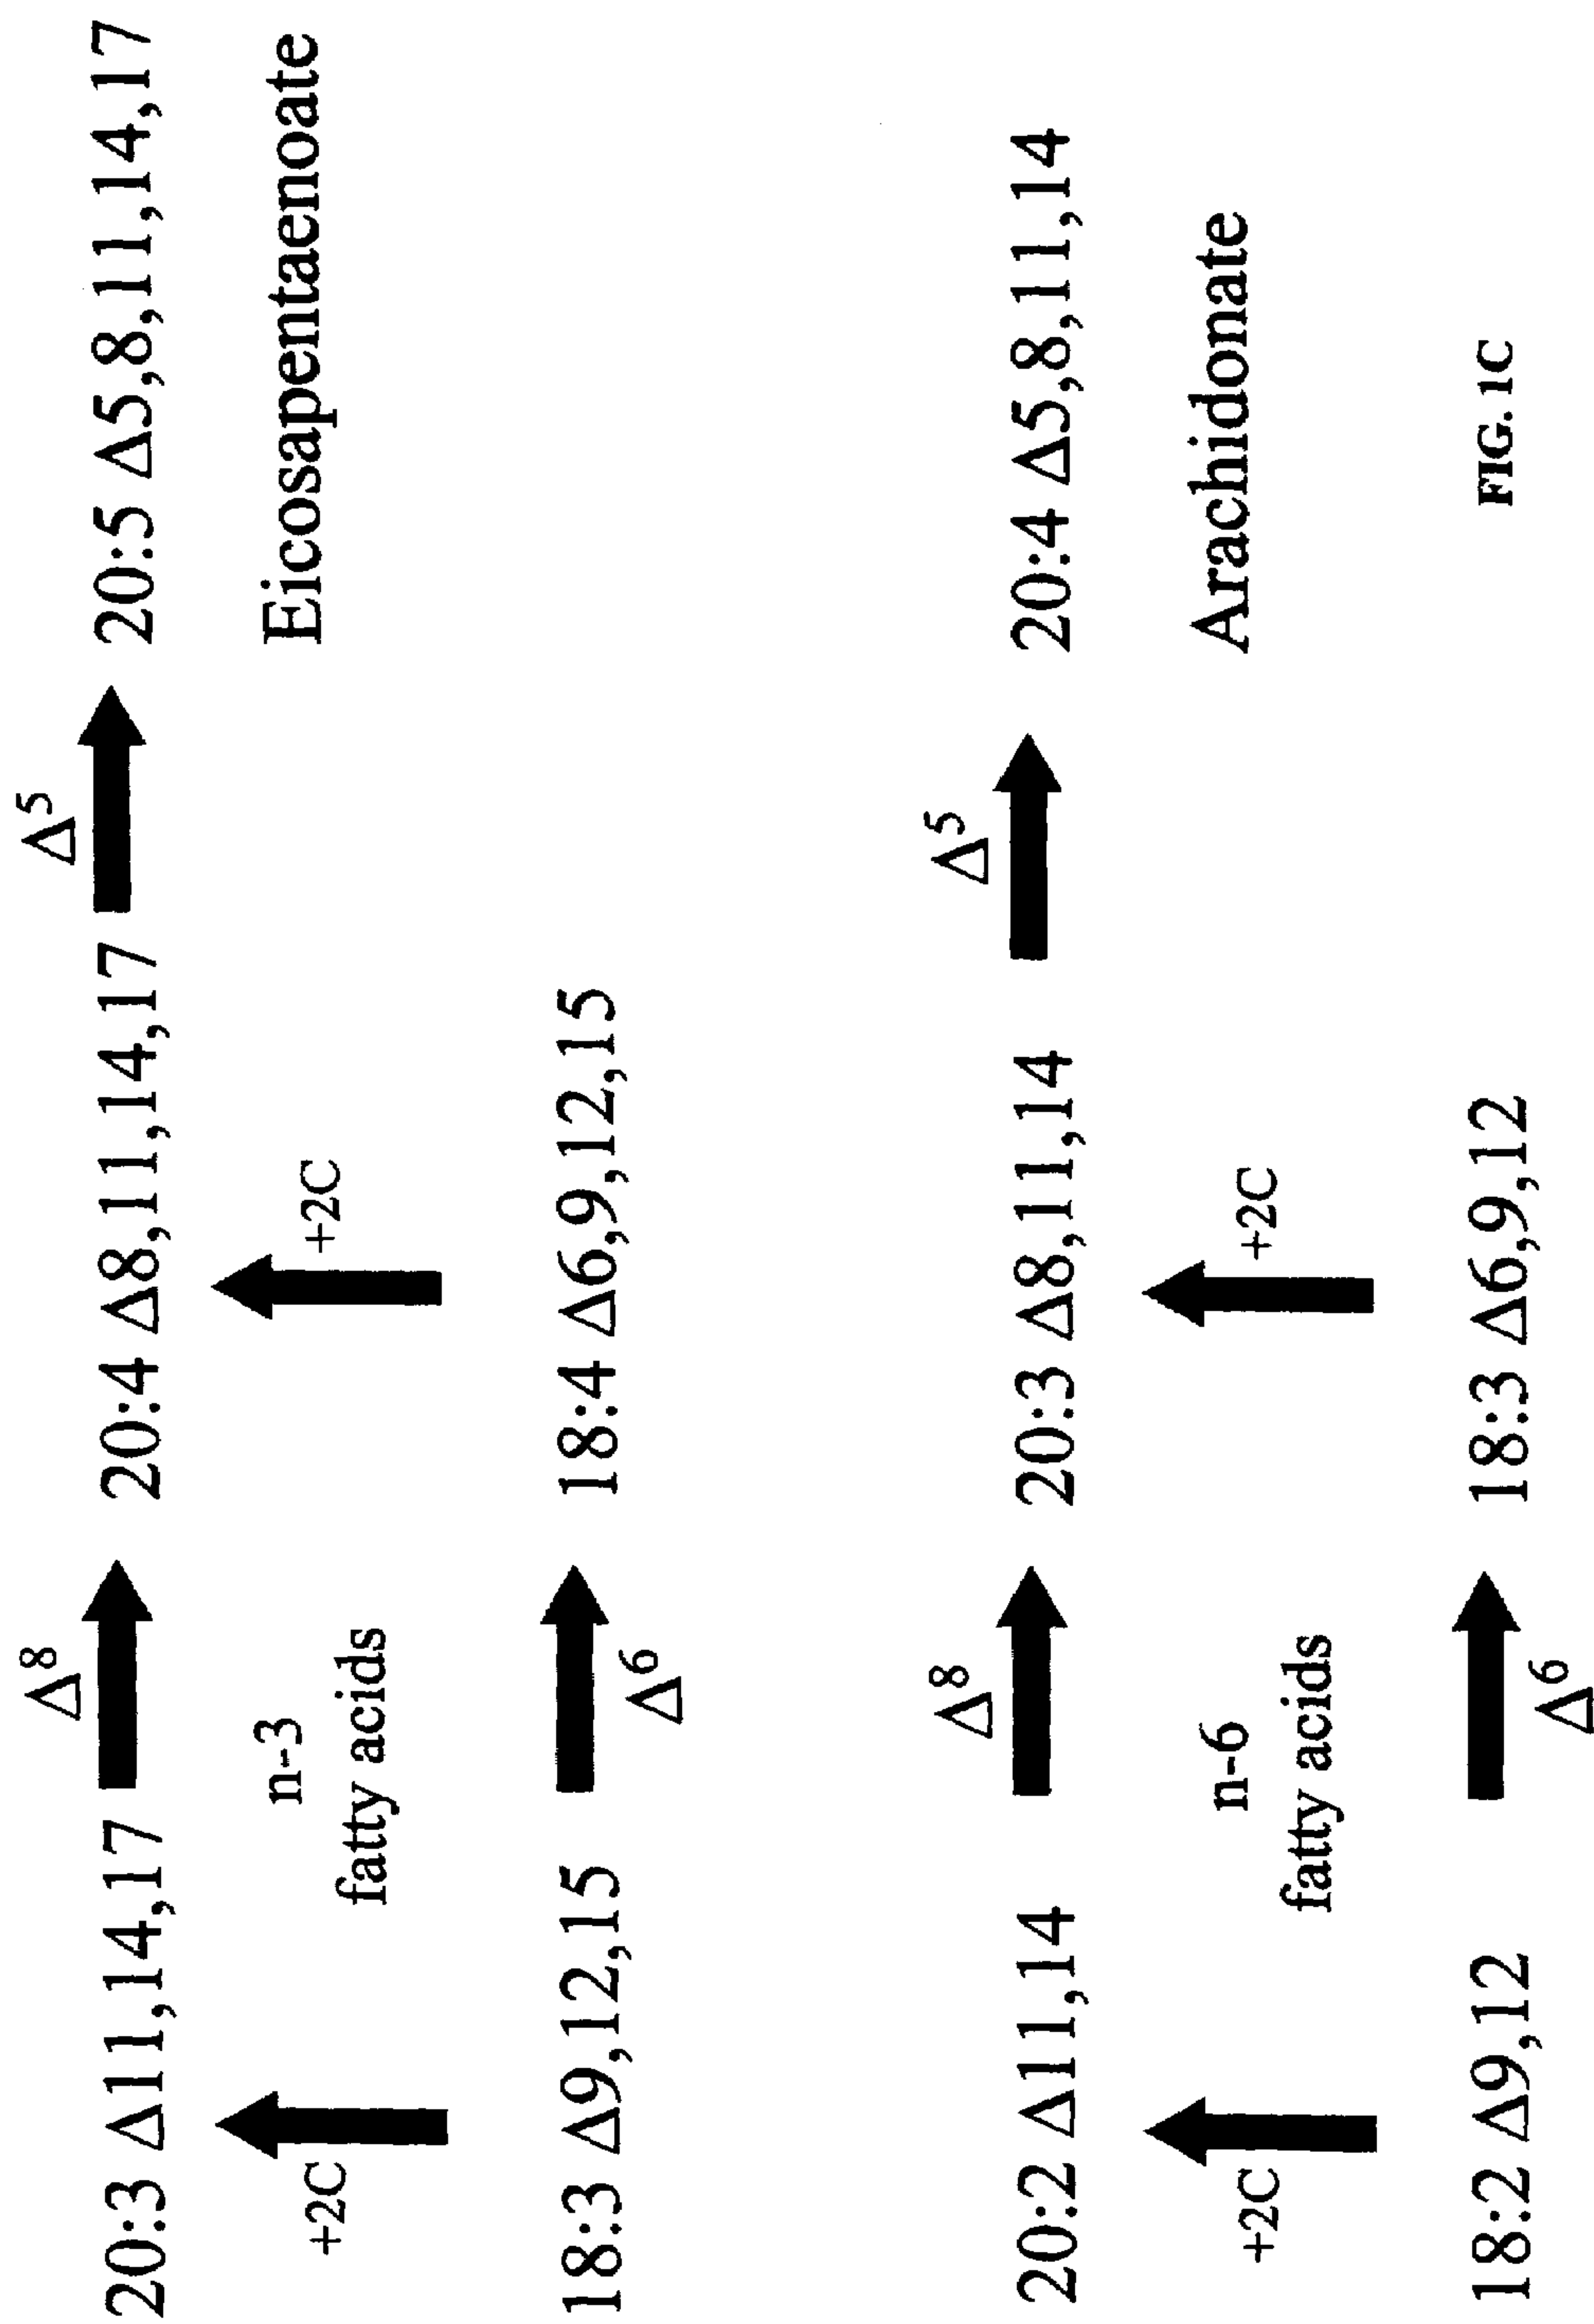 Δ8
Δ5
20:3 Δ11,14,17
20:4 Δ8,11,14,17
20:5 Δ5,8,11,14,17
+2C
n-3
fatty acids
+2C
Eicosapentaenoate
18:3 Δ9,12,15
18:4 Δ6,9,12,15
Δ6
Δ8
Δ5
20:2 Δ11,14
20:3 Δ8,11,14
20:4 Δ5,8,11,14
+2C
n-6
fatty acids
+2C
Arachidonate
18:2 Δ9,12
18:3 Δ6,9,12
Δ6
FIG. 1C